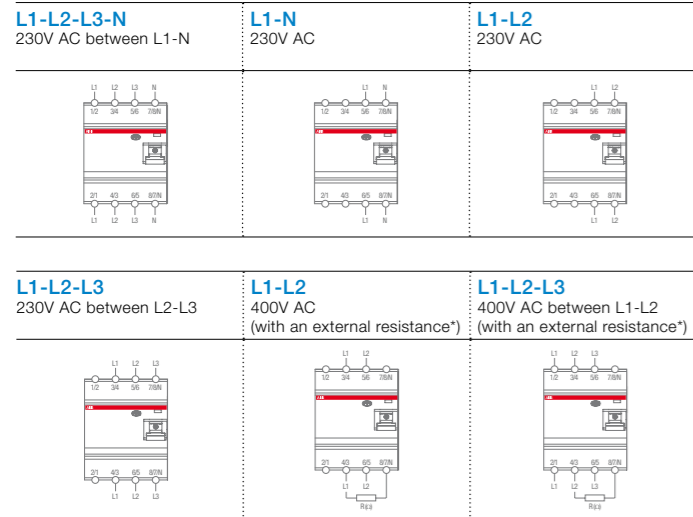 L1-L2-L3-N
230V AC between L1-N
L1-N
230V AC
L1-L2
230V AC
L1 L2 L3 N
1/2 3/4 5/6 7/8/N
ABB
2/1 4/3 6/5 8/7/N
L1 L2 L3 N
L1 N
1/2 3/4 5/6 7/8/N
2/1 4/3 6/5 8/7/N
L1 N
L1 L2
1/2 3/4 5/6 7/8/N
2/1 4/3 6/5 8/7/N
L1 L2
L1-L2-L3
230V AC between L2-L3
L1-L2
400V AC
(with an external resistance*)
L1-L2-L3
400V AC between L1-L2
(with an external resistance*)
L1 L2 L3
1/2 3/4 5/6 7/8/N
ABB
2/1 4/3 6/5 8/7/N
L1 L2 L3
L1 L2
1/2 3/4 5/6 7/8/N
2/1 4/3 6/5 8/7/N
L1 L2
L1 L2 L3
1/2 3/4 5/6 7/8/N
2/1 4/3 6/5 8/7/N
L1 L2 L3